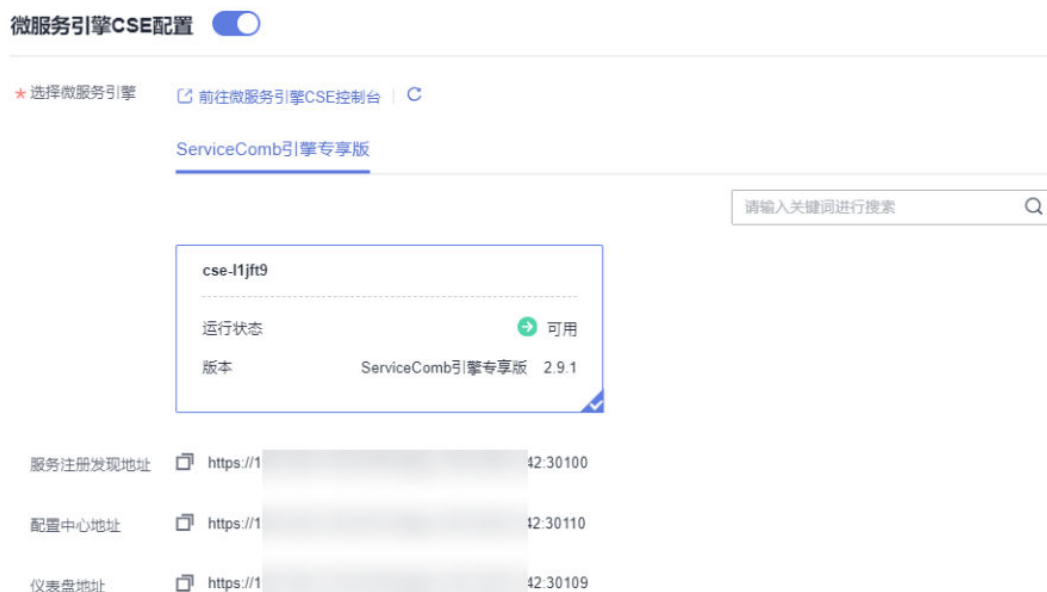 微服务引擎CSE配置
* 选择微服务引擎 前往微服务引擎CSE控制台
ServiceComb引擎专享版
请输入关键词进行搜索
cse-l1jft9
运行状态 可用
版本 ServiceComb引擎专享版 2.9.1
服务注册发现地址 https://1 42:30100
配置中心地址 https://1 42:30110
仪表盘地址 https://1 42:30109